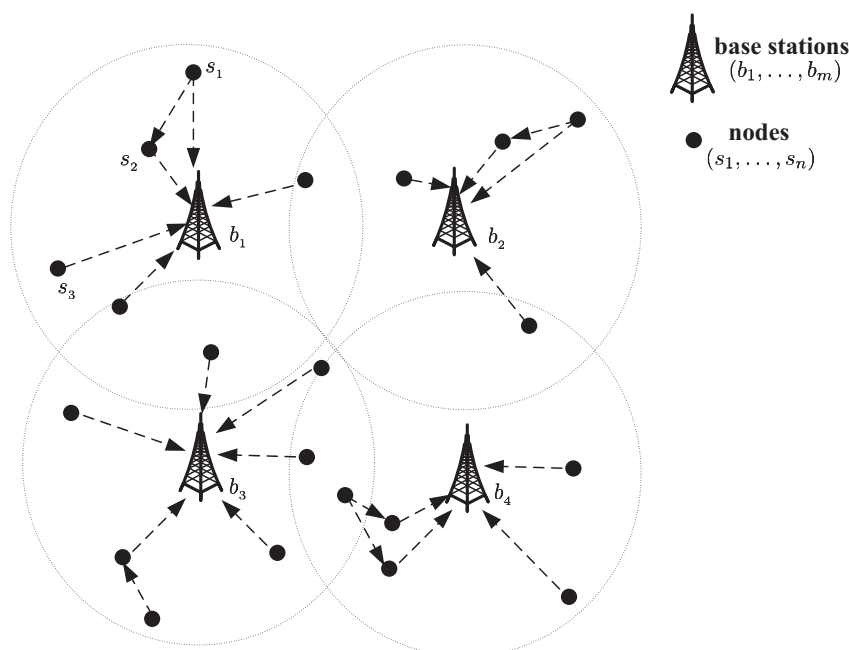 base stations
(b₁, ..., bₘ)
nodes
(s₁, ..., sₙ)
s₁
s₂
b₁
b₂
s₃
b₃
b₄